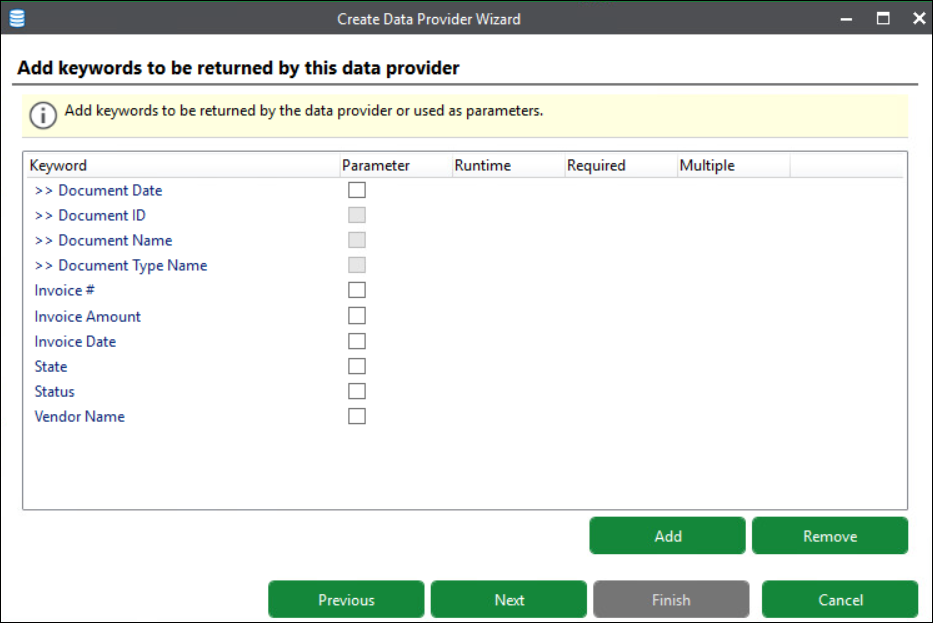 Create Data Provider Wizard
Add keywords to be returned by this data provider
Add keywords to be returned by the data provider or used as parameters.
Keyword Parameter Runtime Required Multiple
>> Document Date
>> Document ID
>> Document Name
>> Document Type Name
Invoice #
Invoice Amount
Invoice Date
State
Status
Vendor Name
Add Remove
Previous Next Finish Cancel